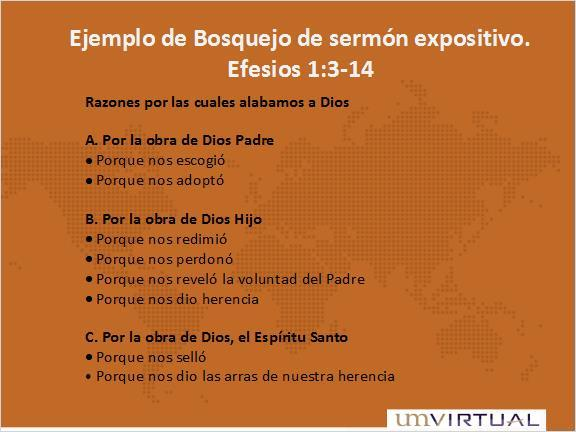 Ejemplo de Bosquejo de sermón expositivo.
Efesios 1:3-14
Razones por las cuales alabamos a Dios
A. Por la obra de Dios Padre
● Porque nos escogió
● Porque nos adoptó
B. Por la obra de Dios Hijo
● Porque nos redimió
● Porque nos perdonó
● Porque nos reveló la voluntad del Padre
● Porque nos dio herencia
C. Por la obra de Dios, el Espíritu Santo
● Porque nos selló
• Porque nos dio las arras de nuestra herencia
umVIRTUAL